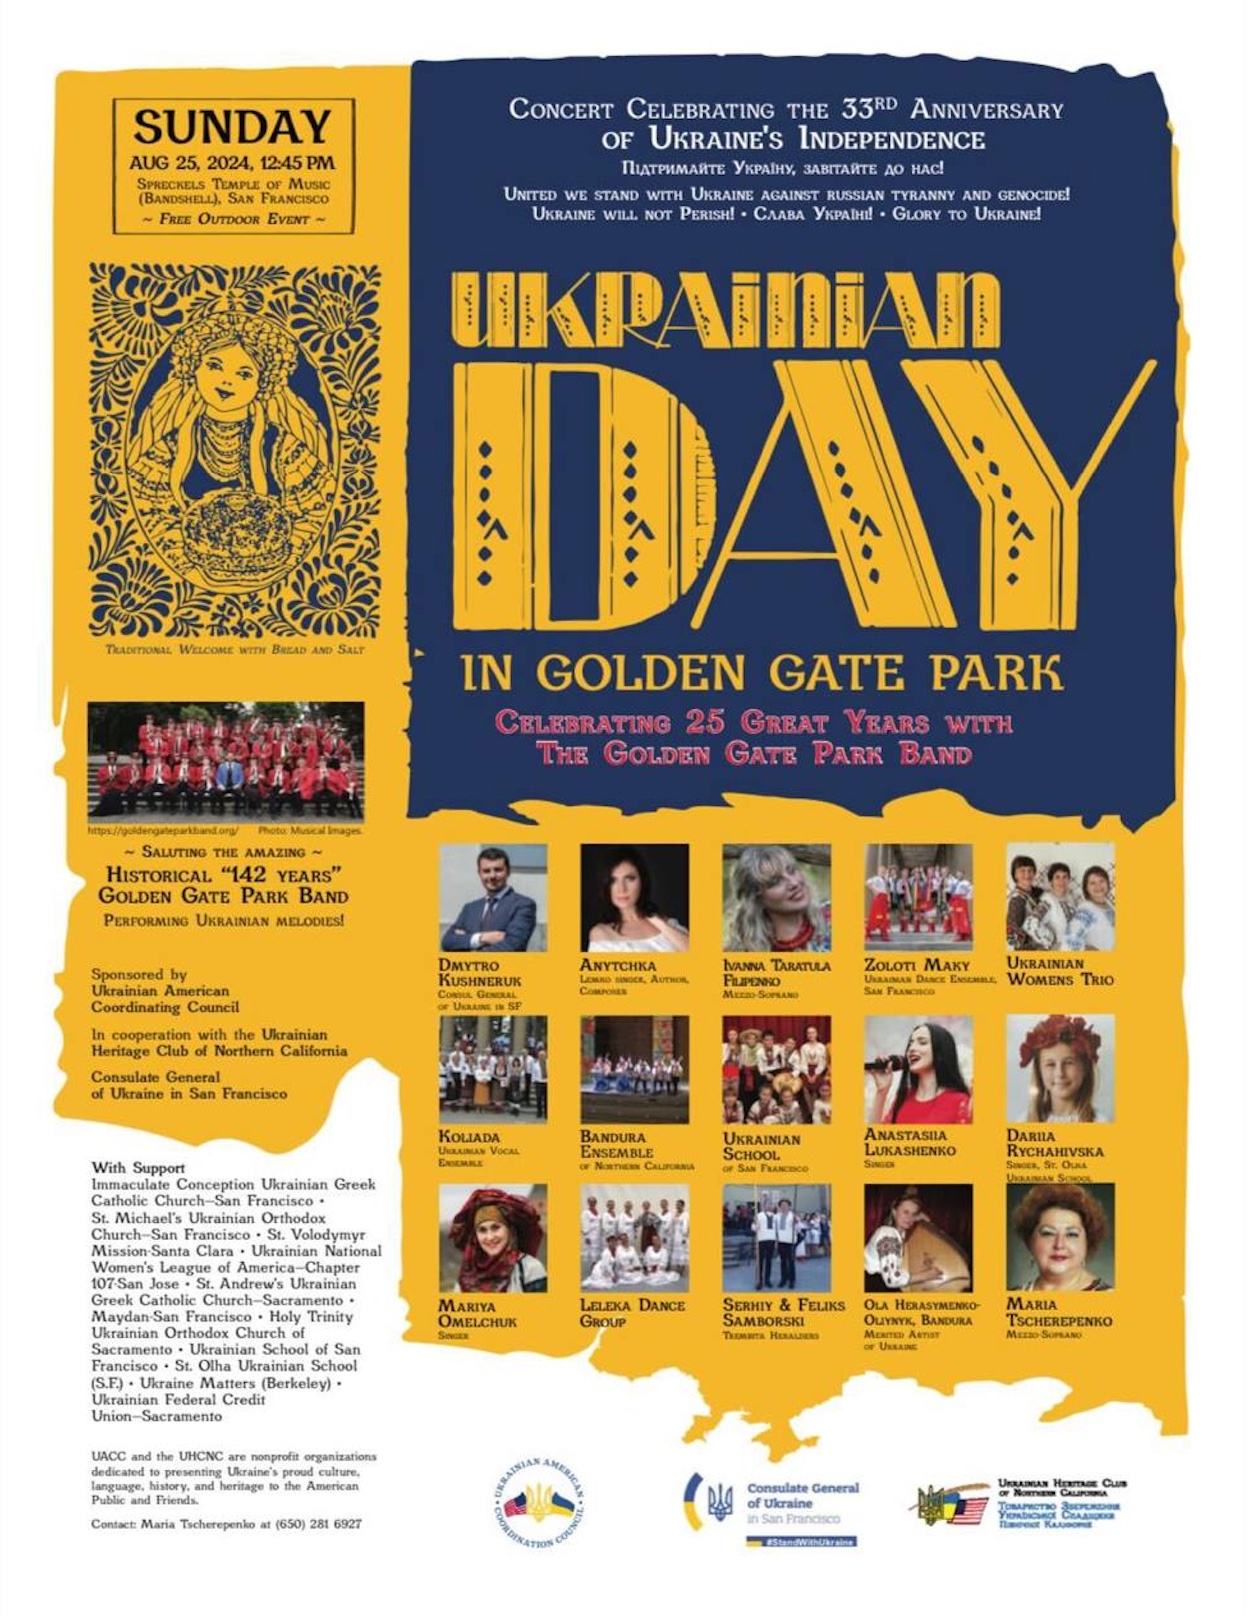 SUNDAY
AUG 25, 2024, 12:45 PM
SPRECKELS TEMPLE OF MUSIC
(BANDSHELL), SAN FRANCISCO
~ FREE OUTDOOR EVENT ~
TRADITIONAL WELCOME WITH BREAD AND SALT
https://goldengateparkband.org/ Photo: Musical Images.
~ SALUTING THE AMAZING ~
HISTORICAL "142 YEARS"
GOLDEN GATE PARK BAND
PERFORMING UKRAINIAN MELODIES!
Sponsored by
Ukrainian American
Coordinating Council
In cooperation with the Ukrainian
Heritage Club of Northern California
Consulate General
of Ukraine in San Francisco
With Support
Immaculate Conception Ukrainian Greek
Catholic Church—San Francisco •
St. Michael's Ukrainian Orthodox
Church—San Francisco • St. Volodymyr
Mission-Santa Clara • Ukrainian National
Women's League of America—Chapter
107-San Jose • St. Andrew's Ukrainian
Greek Catholic Church—Sacramento •
Maydan-San Francisco • Holy Trinity
Ukrainian Orthodox Church of
Sacramento • Ukrainian School of San
Francisco • St. Olha Ukrainian School
(S.F.) • Ukraine Matters (Berkeley) •
Ukrainian Federal Credit
Union—Sacramento
UACC and the UHCNC are nonprofit organizations
dedicated to presenting Ukraine's proud culture,
language, history, and heritage to the American
Public and Friends.
Contact: Maria Tscherepenko at (650) 281 6927
CONCERT CELEBRATING THE 33RD ANNIVERSARY
OF UKRAINE'S INDEPENDENCE
ПІДТРИМАЙТЕ УКРАЇНУ, ЗАВІТАЙТЕ ДО НАС!
UNITED WE STAND WITH UKRAINE AGAINST RUSSIAN TYRANNY AND GENOCIDE!
UKRAINE WILL NOT PERISH! • СЛАВА УКРАЇНІ! • GLORY TO UKRAINE!
UKRAINIAN
DAY
IN GOLDEN GATE PARK
CELEBRATING 25 GREAT YEARS WITH
THE GOLDEN GATE PARK BAND
DMYTRO
KUSHNERUK
CONSUL GENERAL
OF UKRAINE IN SF
ANYTCHKA
LEMKO SINGER, AUTHOR,
COMPOSER
IVANNA TARATULA
FILIPENKO
MEZZO-SOPRANO
ZOLOTI MAKY
UKRAINIAN DANCE ENSEMBLE,
SAN FRANCISCO
UKRAINIAN
WOMENS TRIO
KOLIADA
UKRAINIAN VOCAL
ENSEMBLE
BANDURA
ENSEMBLE
OF NORTHERN CALIFORNIA
UKRAINIAN
SCHOOL
OF SAN FRANCISCO
ANASTASIIA
LUKASHENKO
SINGER
DARIIA
RYCHAHIVSKA
SINGER, ST. OLHA
UKRAINIAN SCHOOL
MARIYA
OMELCHUK
SINGER
LELEKA DANCE
GROUP
SERHIY & FELIKS
SAMBORSKI
TREMBITA HERALDERS
OLA HERASYMENKO-
OLIYNYK, BANDURA
MERITED ARTIST
OF UKRAINE
MARIA
TSCHEREPENKO
MEZZO-SOPRANO
UKRAINIAN AMERICAN
COORDINATION COUNCIL
Consulate General
of Ukraine
in San Francisco
#StandWithUkraine
UKRAINIAN HERITAGE CLUB
OF NORTHERN CALIFORNIA
ТОВАРИСТВО ЗБЕРЕЖЕННЯ
УКРАЇНСЬКОЇ СПАДЩИНИ
ПІВНІЧНОЇ КАЛІФОРНІЇ